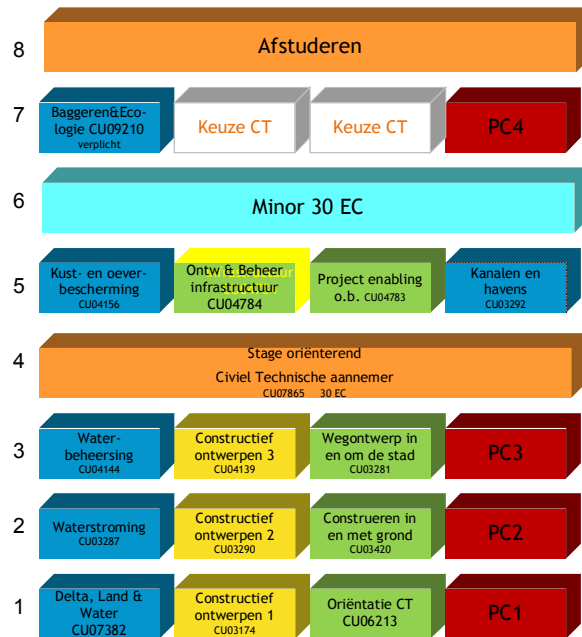 8
Afstuderen
7
Baggeren&Eco-
logie CU09210
verplicht
Keuze CT
Keuze CT
PC4
6
Minor 30 EC
5
Kust- en oever-
bescherming
CU04156
Ontw & Beheer
infrastructuur
CU04784
Project enabling
o.b. CU04783
Kanalen en
havens
CU03292
4
Stage oriënterend
Civiel Technische aannemer
CU07865 30 EC
3
Water-
beheersing
CU04144
Constructief
ontwerpen 3
CU04139
Wegontwerp in
en om de stad
CU03281
PC3
2
Waterstroming
CU03287
Constructief
ontwerpen 2
CU03290
Construeren in
en met grond
CU03420
PC2
1
Delta, Land &
Water
CU07382
Constructief
ontwerpen 1
CU03174
Oriëntatie CT
CU06213
PC1